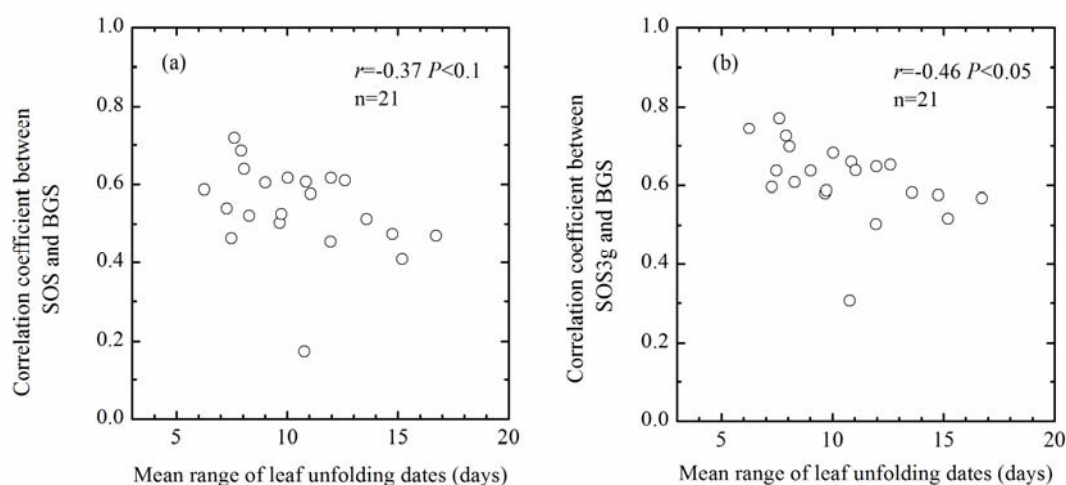 (a)
r=-0.37 P<0.1
n=21
1.0
0.8
0.6
0.4
0.2
0.0
5
10
15
20
Correlation coefficient between
SOS and BGS
Mean range of leaf unfolding dates (days)
(b)
r=-0.46 P<0.05
n=21
1.0
0.8
0.6
0.4
0.2
0.0
5
10
15
20
Correlation coefficient between
SOS3g and BGS
Mean range of leaf unfolding dates (days)